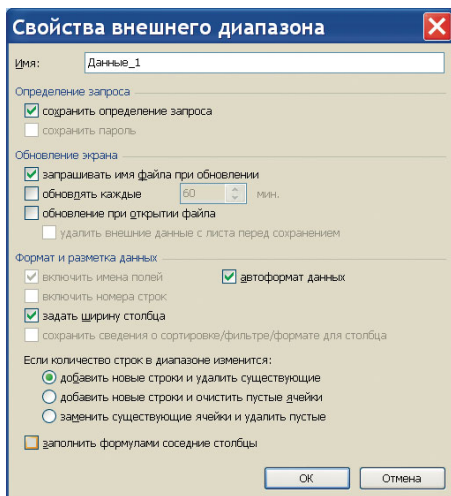 Свойства внешнего диапазона
Имя: Данные_1
Определение запроса
сохранить определение запроса
сохранить пароль
Обновление экрана
запрашивать имя файла при обновлении
обновлять каждые 60 мин.
обновление при открытии файла
удалить внешние данные с листа перед сохранением
Формат и разметка данных
включить имена полей автоформат данных
включить номера строк
задать ширину столбца
сохранить сведения о сортировке/фильтре/формате для столбца
Если количество строк в диапазоне изменится:
добавить новые строки и удалить существующие
добавить новые строки и очистить пустые ячейки
заменить существующие ячейки и удалить пустые
заполнить формулами соседние столбцы
ОК Отмена